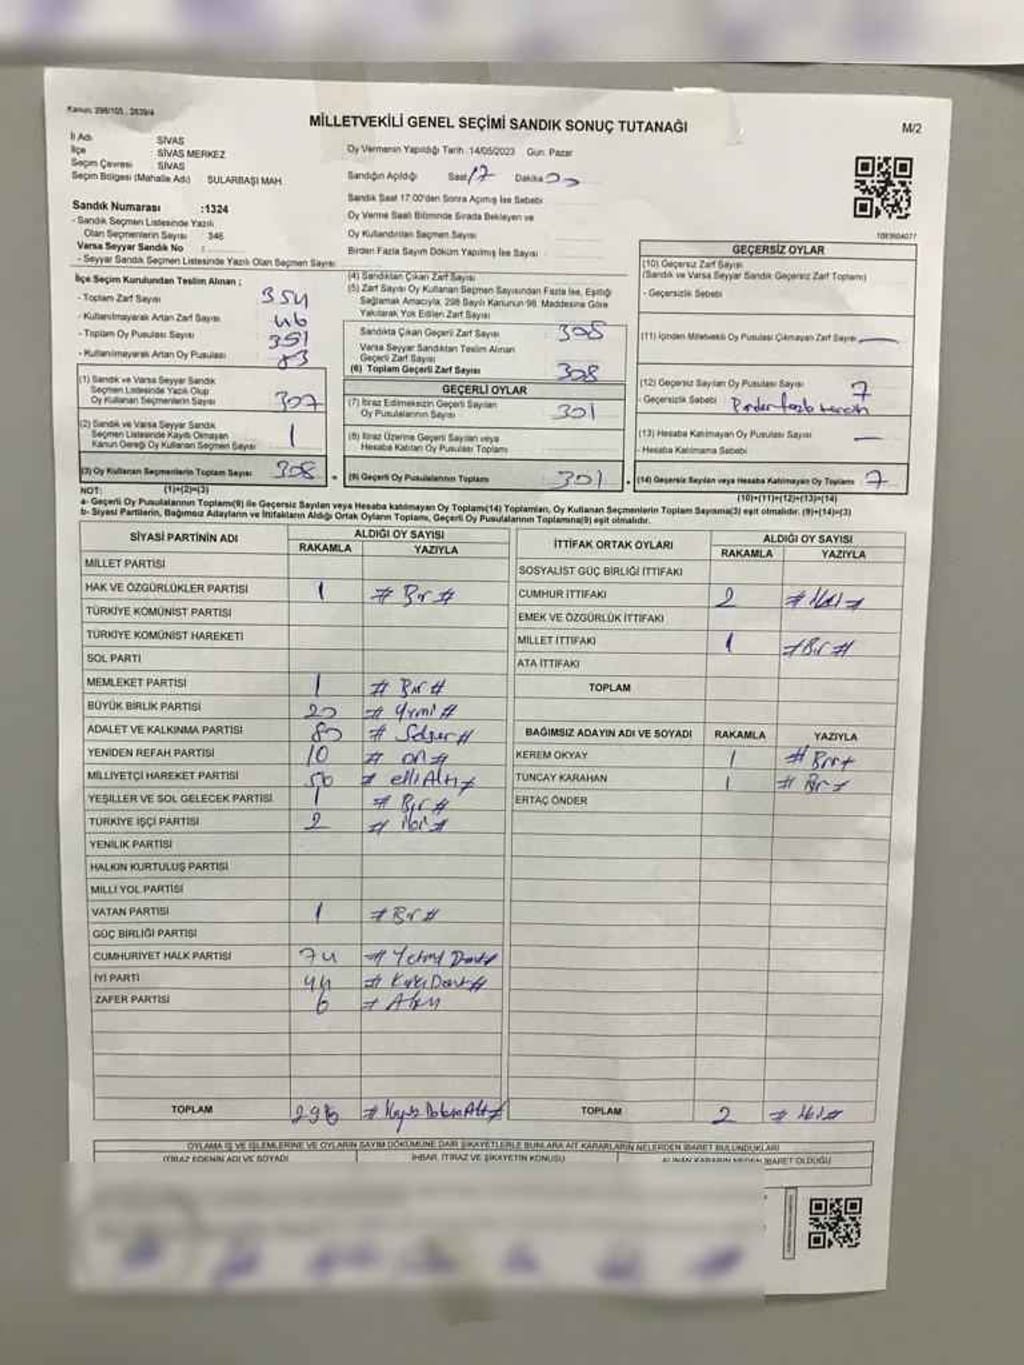 Kanun: 298/105, 2839/4
MİLLETVEKİLİ GENEL SEÇİMİ SANDIK SONUÇ TUTANAĞI
M/2
İl Adı SİVAS
İlçe SİVAS MERKEZ
Seçim Çevresi SİVAS
Seçim Bölgesi (Mahalle Adı) SULARBAŞI MAH.
Sandık Numarası :1324
- Sandık Seçmen Listesinde Yazılı
Olan Seçmenlerin Sayısı 346
Varsa Seyyar Sandık No :
- Seyyar Sandık Seçmen Listesinde Yazılı Olan Seçmen Sayısı
Oy Vermenin Yapıldığı Tarih :14/05/2023 Gün: Pazar
Sandığın Açıldığı Saat 17 Dakika 00
Sandık Saat 17:00'den Sonra Açılmış İse Sebebi
Oy Verme Saati Bitiminde Sırada Bekleyen ve
Oy Kullandırılan Seçmen Sayısı
Birden Fazla Sayım Döküm Yapılmış İse Sayısı
İlçe Seçim Kurulundan Teslim Alınan :
- Toplam Zarf Sayısı 354
- Kullanılmayarak Artan Zarf Sayısı 46
- Toplam Oy Pusulası Sayısı 391
- Kullanılmayarak Artan Oy Pusulası 83
(1) Sandık ve Varsa Seyyar Sandık
Seçmen Listesinde Yazılı Olup
Oy Kullanan Seçmenlerin Sayısı 307
(2) Sandık ve Varsa Seyyar Sandık
Seçmen Listesinde Kayıtlı Olmayan
Kanun Gereği Oy Kullanan Seçmen Sayısı 1
(3) Oy Kullanan Seçmenlerin Toplam Sayısı 308
(1)+(2)=(3)
(4) Sandıktan Çıkan Zarf Sayısı
(5) Zarf Sayısı Oy Kullanan Seçmen Sayısından Fazla İse, Eşitliği
Sağlamak Amacıyla, 298 Sayılı Kanunun 98. Maddesine Göre
Yakılarak Yok Edilen Zarf Sayısı
Sandıkta Çıkan Geçerli Zarf Sayısı 308
Varsa Seyyar Sandıktan Teslim Alınan
Geçerli Zarf Sayısı
(6) Toplam Geçerli Zarf Sayısı 308
GEÇERLİ OYLAR
(7) İtiraz Edilmeksizin Geçerli Sayılan
Oy Pusulalarının Sayısı 301
(8) İtiraz Üzerine Geçerli Sayılan veya
Hesaba Katılan Oy Pusulası Toplamı
(9) Geçerli Oy Pusulalarının Toplamı 301
GEÇERSİZ OYLAR
(10) Geçersiz Zarf Sayısı
(Sandık ve Varsa Seyyar Sandık Geçersiz Zarf Toplamı)
- Geçersizlik Sebebi
(11) İçinden Milletvekili Oy Pusulası Çıkmayan Zarf Sayısı —
(12) Geçersiz Sayılan Oy Pusulası Sayısı 7
- Geçersizlik Sebebi Birden fazla tercih
(13) Hesaba Katılmayan Oy Pusulası Sayısı —
- Hesaba Katılmama Sebebi
(14) Geçersiz Sayılan veya Hesaba Katılmayan Oy Toplamı 7
(10)+(11)+(12)+(13)=(14)
NOT:
a- Geçerli Oy Pusulalarının Toplamı(9) ile Geçersiz Sayılan veya Hesaba katılmayan Oy Toplamı(14) Toplamları, Oy Kullanan Seçmenlerin Toplam Sayısına(3) eşit olmalıdır. (9)+(14)=(3)
b- Siyasi Partilerin, Bağımsız Adayların ve İttifakların Aldığı Ortak Oyların Toplamı, Geçerli Oy Pusulalarının Toplamına(9) eşit olmalıdır.
SİYASİ PARTİNİN ADI ALDIĞI OY SAYISI
RAKAMLA YAZIYLA
MİLLET PARTİSİ
HAK VE ÖZGÜRLÜKLER PARTİSİ 1 # Bir #
TÜRKİYE KOMÜNİST PARTİSİ
TÜRKİYE KOMÜNİST HAREKETİ
SOL PARTİ
MEMLEKET PARTİSİ 1 # Bir #
BÜYÜK BİRLİK PARTİSİ 20 # Yirmi #
ADALET VE KALKINMA PARTİSİ 80 # Seksen #
YENİDEN REFAH PARTİSİ 10 # on #
MİLLİYETÇİ HAREKET PARTİSİ 56 # elliAltı #
YEŞİLLER VE SOL GELECEK PARTİSİ 1 # Bir #
TÜRKİYE İŞÇİ PARTİSİ 2 # iki #
YENİLİK PARTİSİ
HALKIN KURTULUŞ PARTİSİ
MİLLİ YOL PARTİSİ
VATAN PARTİSİ 1 # Bir #
GÜÇ BİRLİĞİ PARTİSİ
CUMHURİYET HALK PARTİSİ 74 # Yetmiş Dört #
İYİ PARTİ 44 # Kırk Dört #
ZAFER PARTİSİ 6 # Altı
TOPLAM 296
İTTİFAK ORTAK OYLARI ALDIĞI OY SAYISI
RAKAMLA YAZIYLA
SOSYALİST GÜÇ BİRLİĞİ İTTİFAKI
CUMHUR İTTİFAKI 2 # iki #
EMEK VE ÖZGÜRLÜK İTTİFAKI
MİLLET İTTİFAKI 1 # Bir #
ATA İTTİFAKI
TOPLAM
BAĞIMSIZ ADAYIN ADI VE SOYADI RAKAMLA YAZIYLA
KEREM OKYAY 1 # Bir #
TUNCAY KARAHAN 1 # Bir #
ERTAÇ ÖNDER
TOPLAM 2 # iki #
OYLAMA İŞ VE İŞLEMLERİNE VE OYLARIN SAYIM DÖKÜMÜNE DAİR ŞİKAYETLERLE BUNLARA AİT KARARLARIN NELERDEN İBARET BULUNDUKLARI
İTİRAZ EDENİN ADI VE SOYADI İHBAR, İTİRAZ VE ŞİKAYETİN KONUSU ALINAN KARARIN NEDEN İBARET OLDUĞU